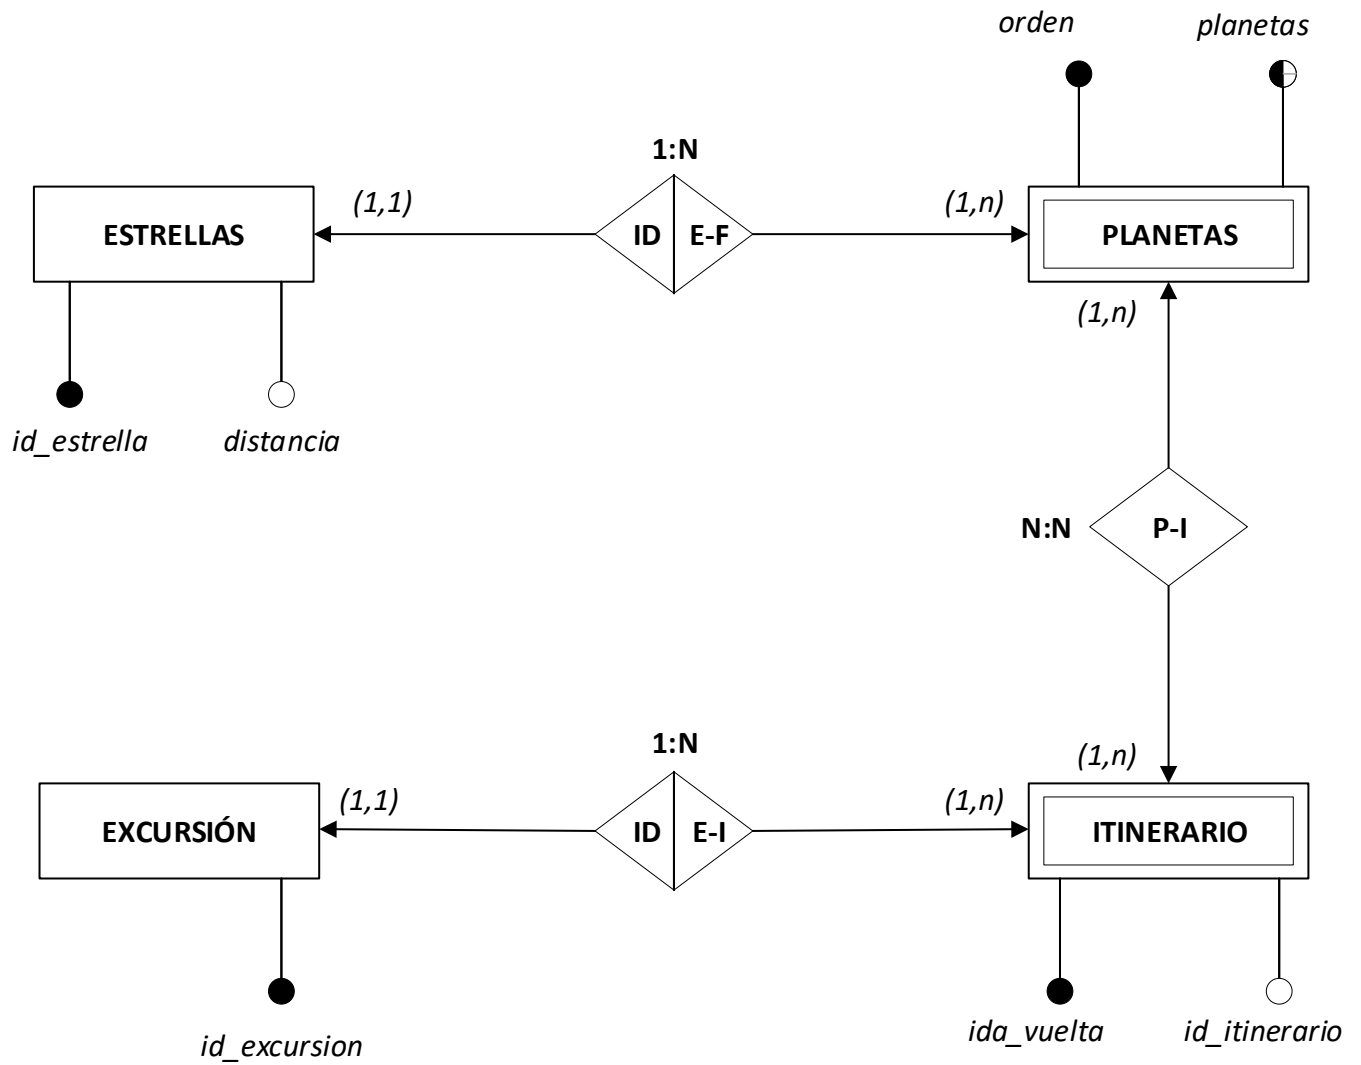 orden planetas
1:N
(1,1) (1,n)
ESTRELLAS ID E-F PLANETAS
(1,n)
id_estrella distancia
N:N P-I
1:N
(1,n)
(1,1) (1,n)
EXCURSIÓN ID E-I ITINERARIO
id_excursion ida_vuelta id_itinerario